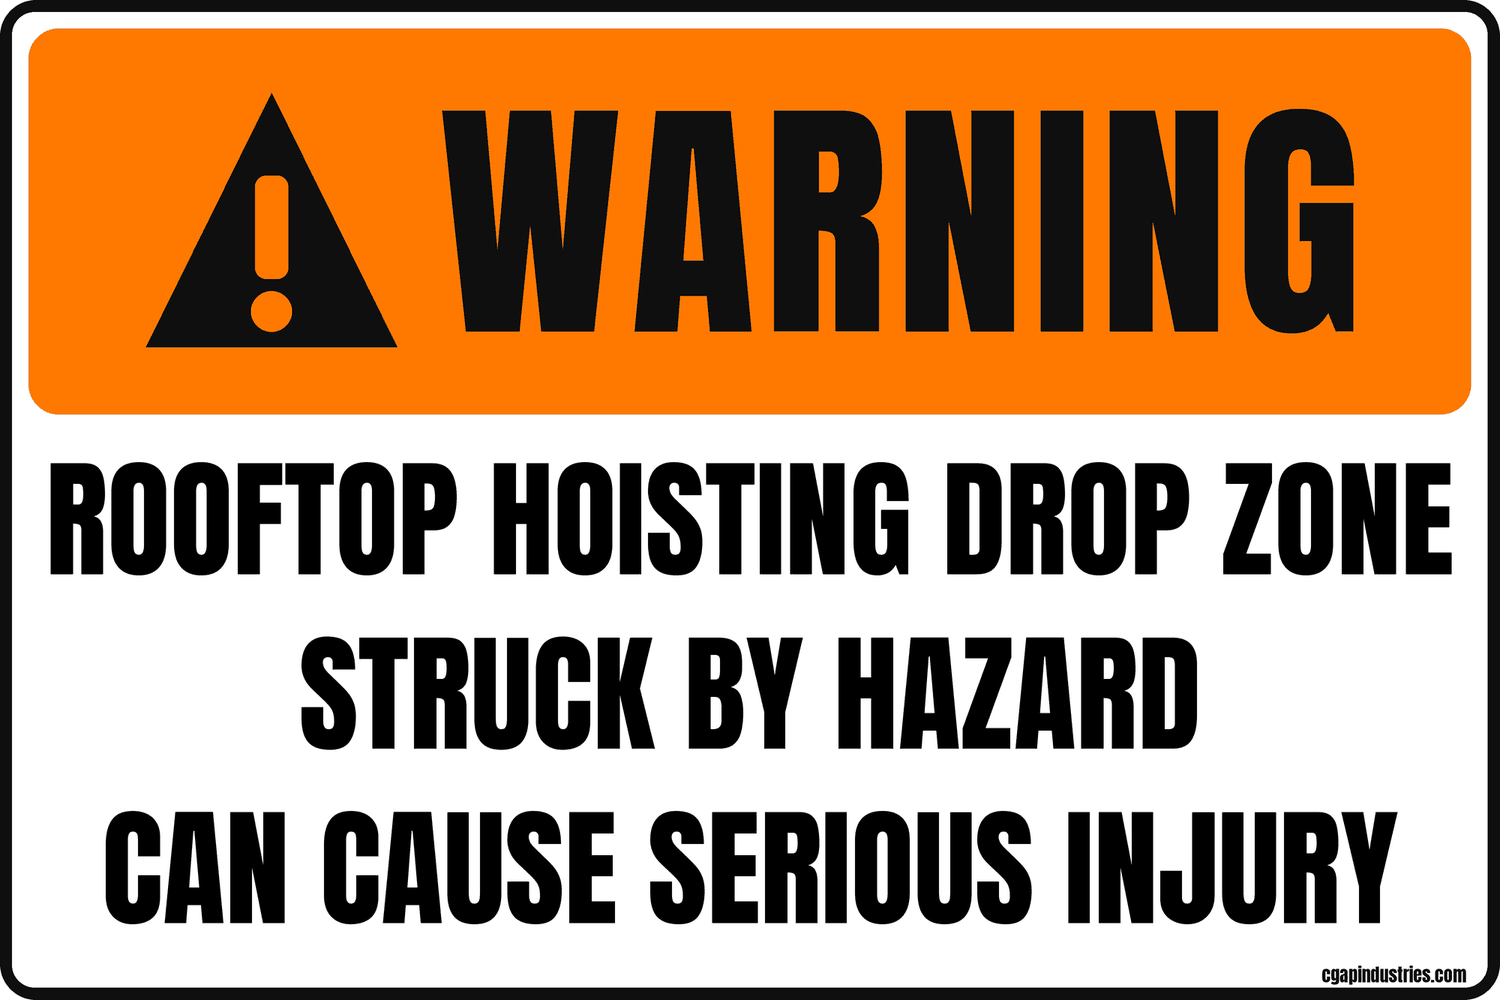 WARNING
ROOFTOP HOISTING DROP ZONE
STRUCK BY HAZARD
CAN CAUSE SERIOUS INJURY
cgapindustries.com